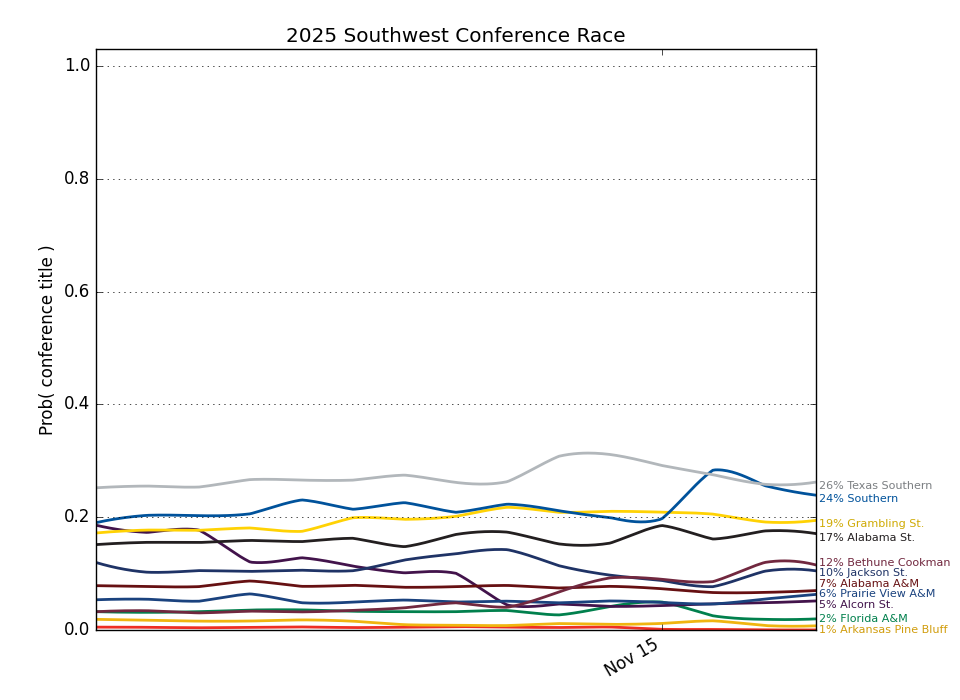 2025 Southwest Conference Race
Prob( conference title )
1.0
0.8
0.6
0.4
0.2
0.0
Nov 15
26% Texas Southern
24% Southern
19% Grambling St.
17% Alabama St.
12% Bethune Cookman
10% Jackson St.
7% Alabama A&M
6% Prairie View A&M
5% Alcorn St.
2% Florida A&M
1% Arkansas Pine Bluff